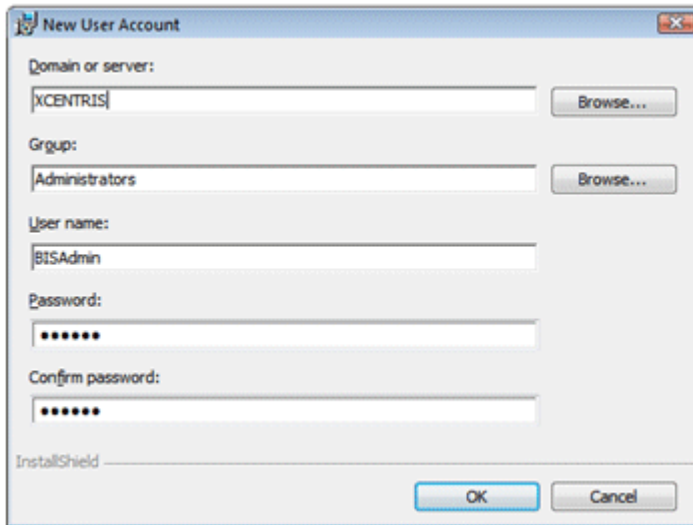 New User Account
Domain or server:
XCENTRIS
Browse...
Group:
Administrators
Browse...
User name:
BISAdmin
Password:
••••••
Confirm password:
••••••
InstallShield
OK
Cancel